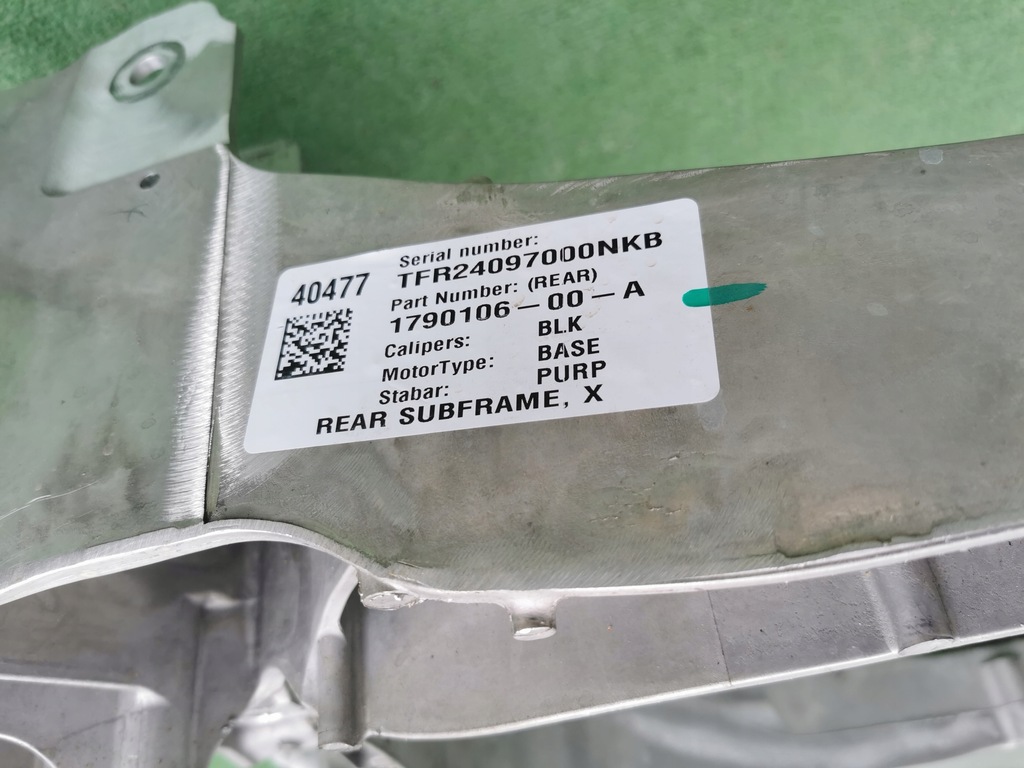 40477
Serial number:
TFR24097000NKB
Part Number: (REAR)
1790106-00-A
Calipers: BLK
MotorType: BASE
Stabar: PURP
REAR SUBFRAME, X